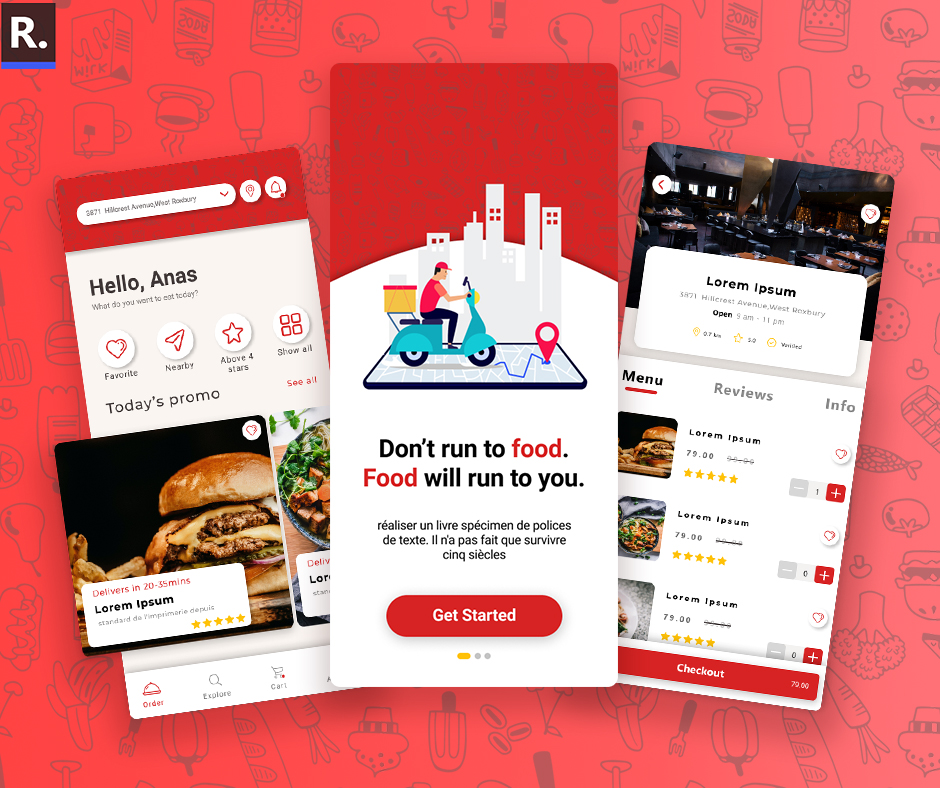 R.
MILK
SODA
MILK
SODA
5871 Hillcrest Avenue,West Roxbury
Hello, Anas
What do you want to eat today?
Favorite
Nearby
Above 4
stars
Show all
Today's promo
See all
Delivers in 20-35mins
Lorem Ipsum
standard de l'imprimerie depuis
Order
Explore
Cart
Don't run to food.
Food will run to you.
réaliser un livre spécimen de polices
de texte. Il n'a pas fait que survivre
cinq siècles
Get Started
Lorem Ipsum
5871 Hillcrest Avenue,West Roxbury
Open 9 am - 11 pm
0.7 km
5.0
Verified
Menu
Reviews
Info
Lorem Ipsum
79.00 99.00
1
Lorem Ipsum
79.00 99.00
0
Lorem Ipsum
79.00 99.00
0
Checkout
79.00